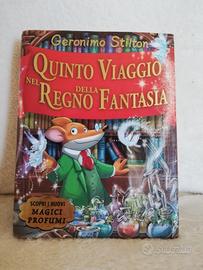 Geronimo Stilton
QUINTO VIAGGIO
NEL REGNO DELLA FANTASIA
SCOPRI I NUOVI
MAGICI
PROFUMI